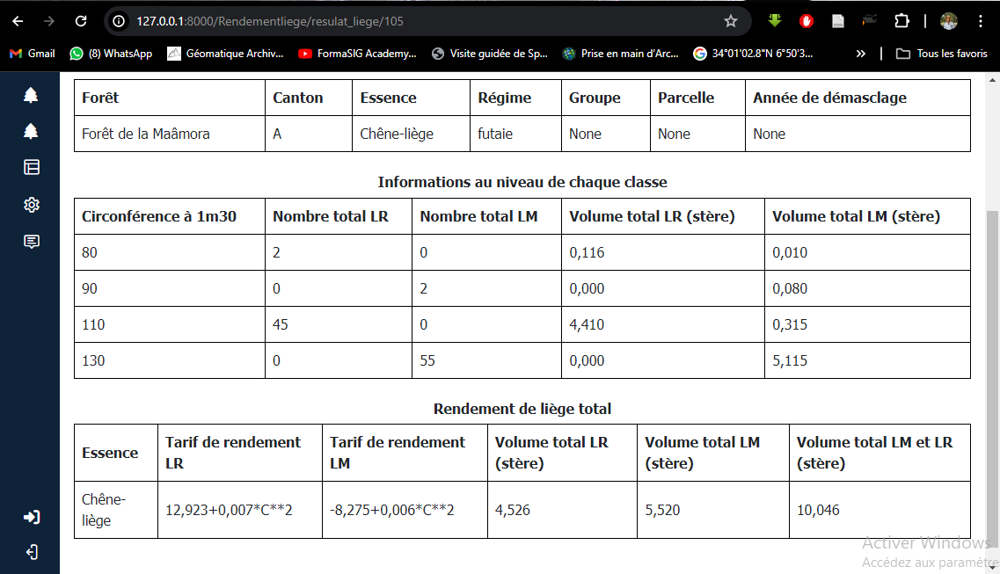 127.0.0.1:8000/Rendementliege/resulat_liege/105
Gmail (8) WhatsApp Géomatique Archiv... FormaSIG Academy... Visite guidée de Sp... Prise en main d'Arc... 34°01'02.8"N 6°50'3... » Tous les favoris
Forêt Canton Essence Régime Groupe Parcelle Année de démasclage
Forêt de la Maâmora A Chêne-liège futaie None None None
Informations au niveau de chaque classe
Circonférence à 1m30 Nombre total LR Nombre total LM Volume total LR (stère) Volume total LM (stère)
80 2 0 0,116 0,010
90 0 2 0,000 0,080
110 45 0 4,410 0,315
130 0 55 0,000 5,115
Rendement de liège total
Essence Tarif de rendement LR Tarif de rendement LM Volume total LR (stère) Volume total LM (stère) Volume total LM et LR (stère)
Chêne-liège 12,923+0,007*C**2 -8,275+0,006*C**2 4,526 5,520 10,046
Activer Windows
Accédez aux paramètre